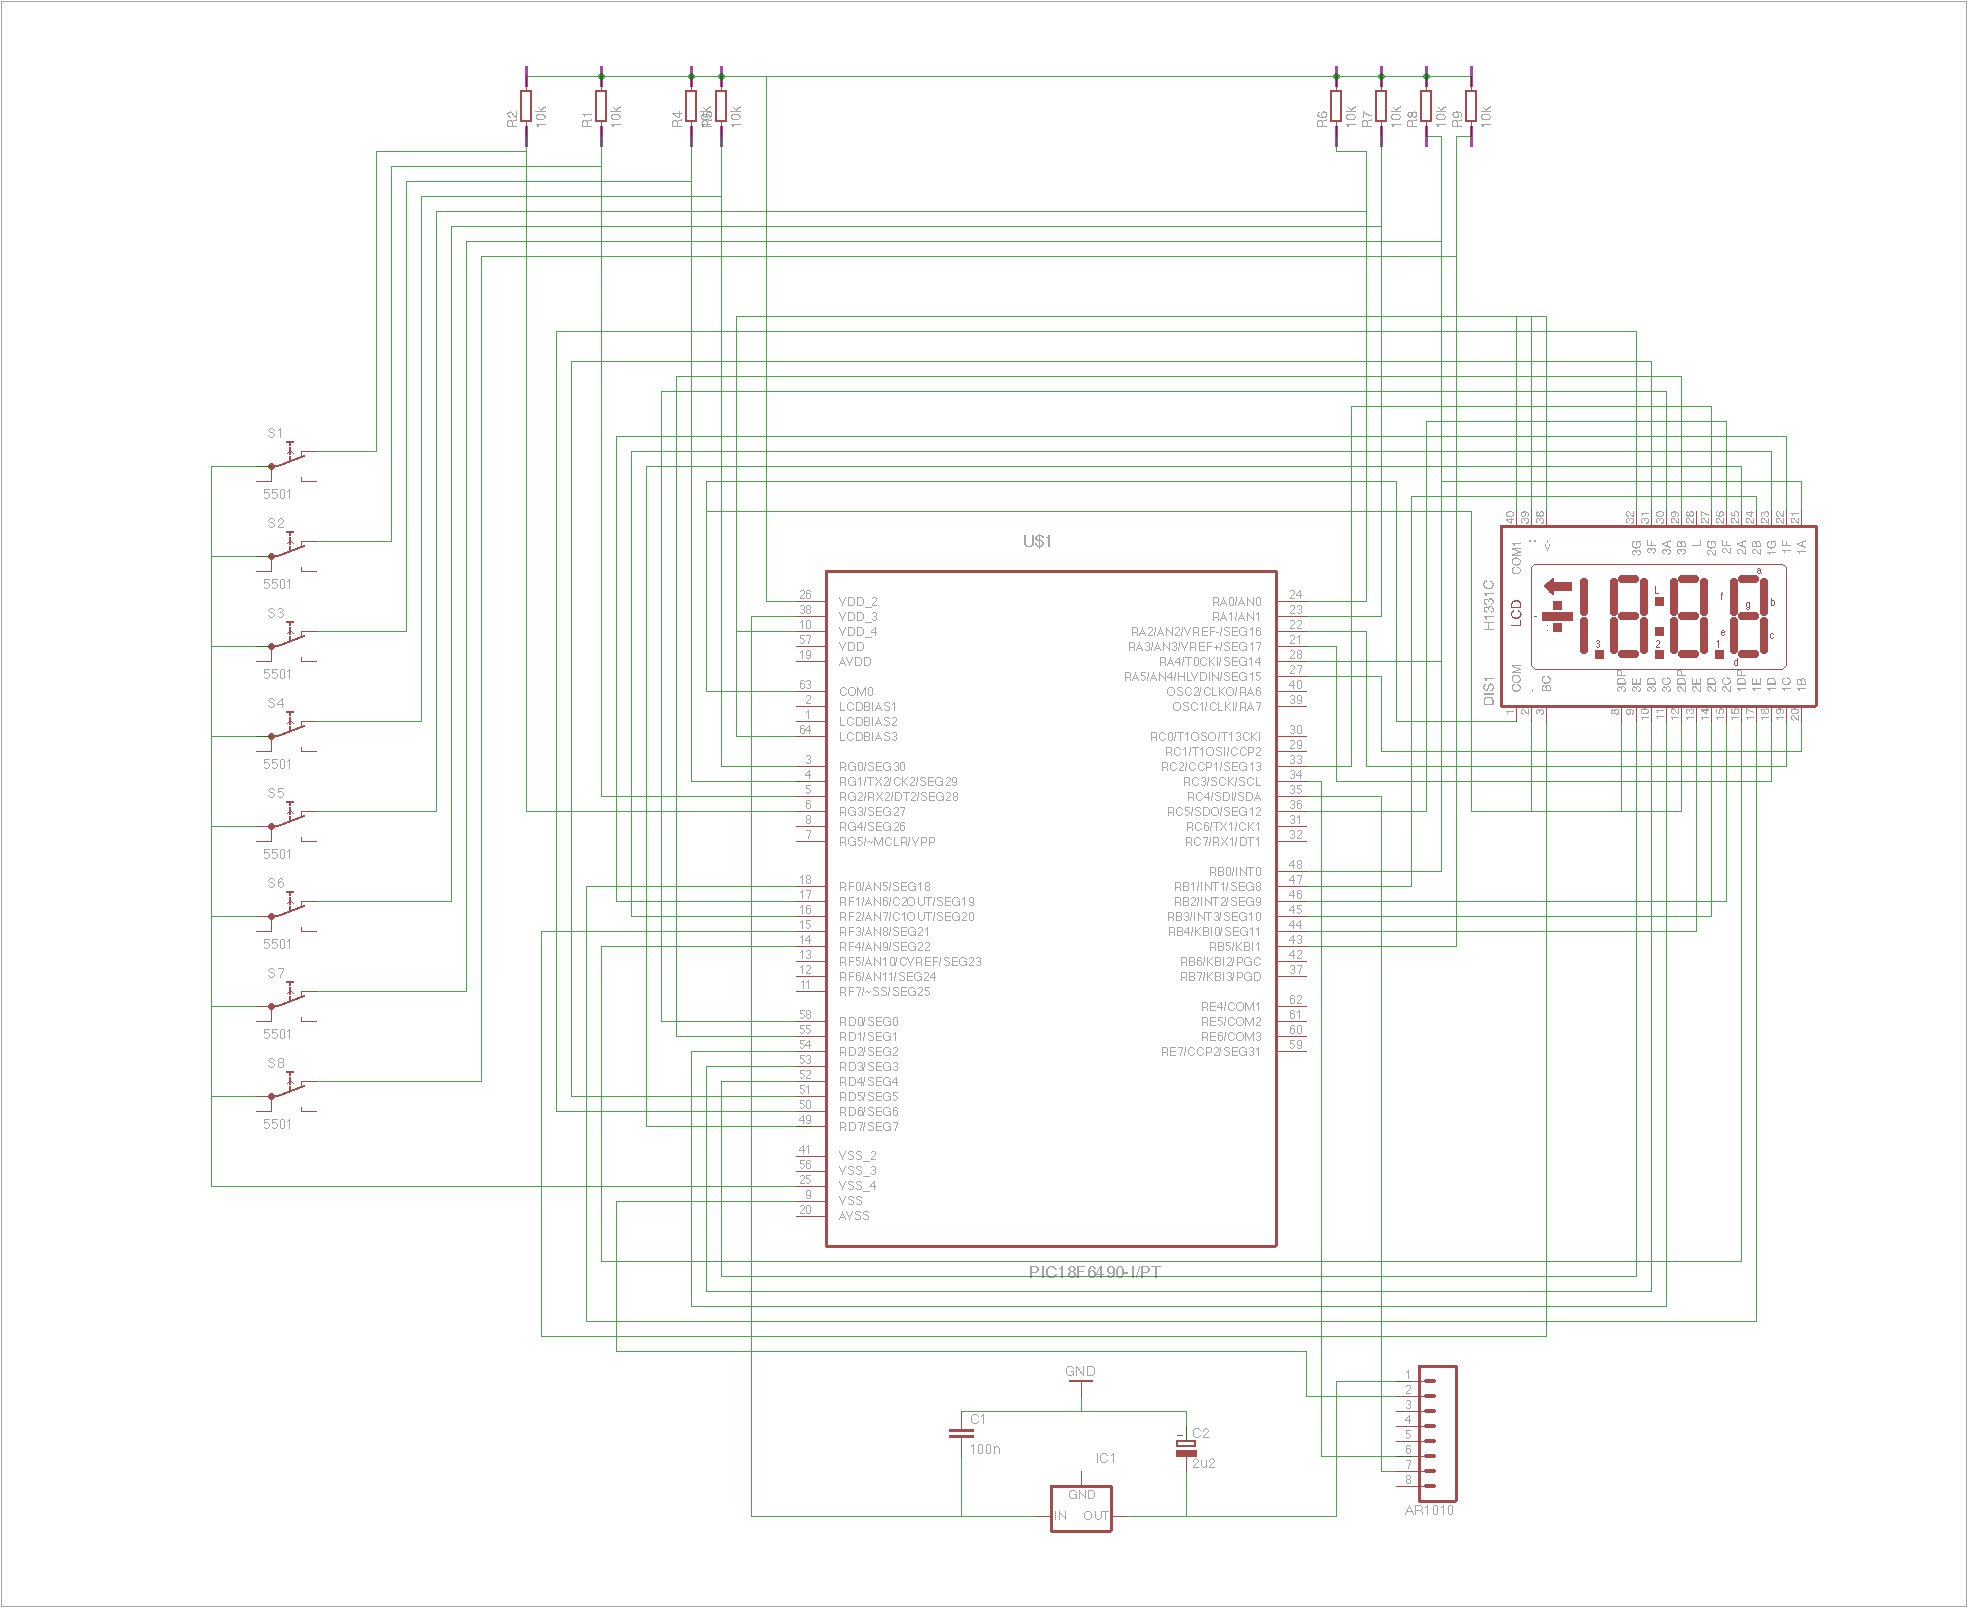 R2 10k
R1 10k
R4
10k
R6 10k
R7 10k
R8 10k
R9 10k
S1
5501
S2
5501
S3
5501
S4
5501
S5
5501
S6
5501
S7
5501
S8
5501
U$1
26 VDD_2
38 VDD_3
10 VDD_4
57 VDD
19 AVDD
63 COM0
2 LCDBIAS1
1 LCDBIAS2
64 LCDBIAS3
3 RG0/SEG30
4 RG1/TX2/CK2/SEG29
5 RG2/RX2/DT2/SEG28
6 RG3/SEG27
8 RG4/SEG26
7 RG5/~MCLR/VPP
18 RF0/AN5/SEG18
17 RF1/AN6/C2OUT/SEG19
16 RF2/AN7/C1OUT/SEG20
15 RF3/AN8/SEG21
14 RF4/AN9/SEG22
13 RF5/AN10/CVREF/SEG23
12 RF6/AN11/SEG24
11 RF7/~SS/SEG25
58 RD0/SEG0
55 RD1/SEG1
54 RD2/SEG2
53 RD3/SEG3
52 RD4/SEG4
51 RD5/SEG5
50 RD6/SEG6
49 RD7/SEG7
41 VSS_2
56 VSS_3
25 VSS_4
9 VSS
20 AVSS
RA0/AN0 24
RA1/AN1 23
RA2/AN2/VREF-/SEG16 22
RA3/AN3/VREF+/SEG17 21
RA4/T0CKI/SEG14 28
RA5/AN4/HLVDIN/SEG15 27
OSC2/CLKO/RA6 40
OSC1/CLKI/RA7 39
RC0/T1OSO/T13CKI 30
RC1/T1OSI/CCP2 29
RC2/CCP1/SEG13 33
RC3/SCK/SCL 34
RC4/SDI/SDA 35
RC5/SDO/SEG12 36
RC6/TX1/CK1 31
RC7/RX1/DT1 32
RB0/INT0 48
RB1/INT1/SEG8 47
RB2/INT2/SEG9 46
RB3/INT3/SEG10 45
RB4/KBI0/SEG11 44
RB5/KBI1 43
RB6/KBI2/PGC 42
RB7/KBI3/PGD 37
RE4/COM1 62
RE5/COM2 61
RE6/COM3 60
RE7/CCP2/SEG31 59
PIC18F6490-I/PT
40 39 38 32 31 30 29 28 27 26 25 24 23 22 21
COM1 : <- 3G 3F 3A 3B L 2G 2F 2A 2B 1G 1F 1A
DIS1 H1331C
LCD
L a f b g e c d
3 2 1
COM - BC 3DP 3E 3D 3C 2DP 2E 2D 2C 1DP 1E 1D 1C 1B
1 2 3 8 9 10 11 12 13 14 15 16 17 18 19 20
GND
C1
100n
C2
2u2
IC1
GND
IN OUT
1
2
3
4
5
6
7
8
AR1010